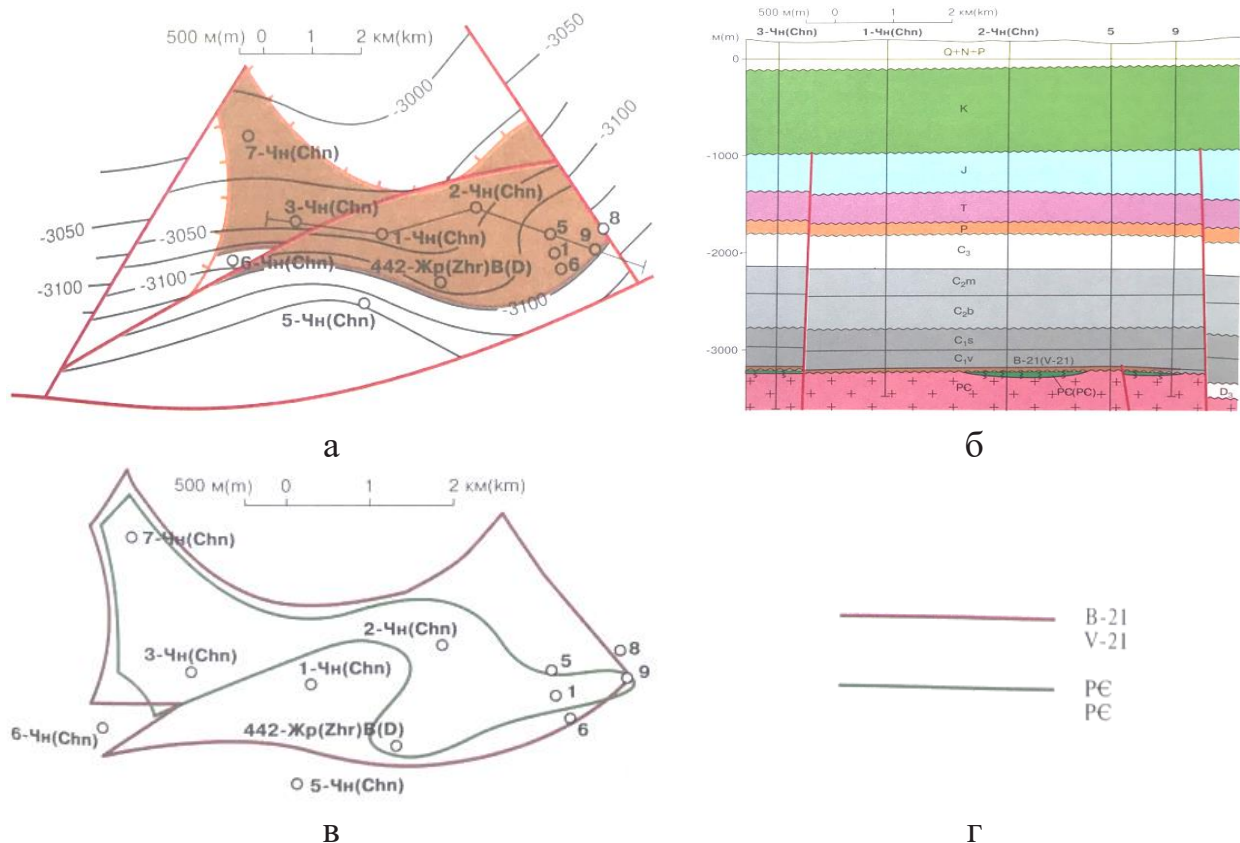 500 м(m) 0 1 2 км(km)
-3050
-3000
-3100
7-Чн(Chn)
2-Чн(Chn)
3-Чн(Chn)
8
5
-3050
-3050
1-Чн(Chn)
9
1
6-Чн(Chn)
442-Жр(Zhr)В(D)
6
-3100
-3100
-3100
5-Чн(Chn)
а
500 м(m) 0 1 2 км(km)
м(m) 3-Чн(Chn) 1-Чн(Chn) 2-Чн(Chn) 5 9
Q+N+P
0
K
-1000
J
T
P
-2000
C₃
C₂m
C₂b
C₁s
-3000
C₁v
В-21(V-21)
PC
PC(PC)
D₃
б
500 м(m) 0 1 2 км(km)
7-Чн(Chn)
2-Чн(Chn)
8
3-Чн(Chn)
5
1-Чн(Chn)
9
1
6-Чн(Chn)
442-Жр(Zhr)В(D)
6
5-Чн(Chn)
в
В-21
V-21
РЄ
PЄ
г